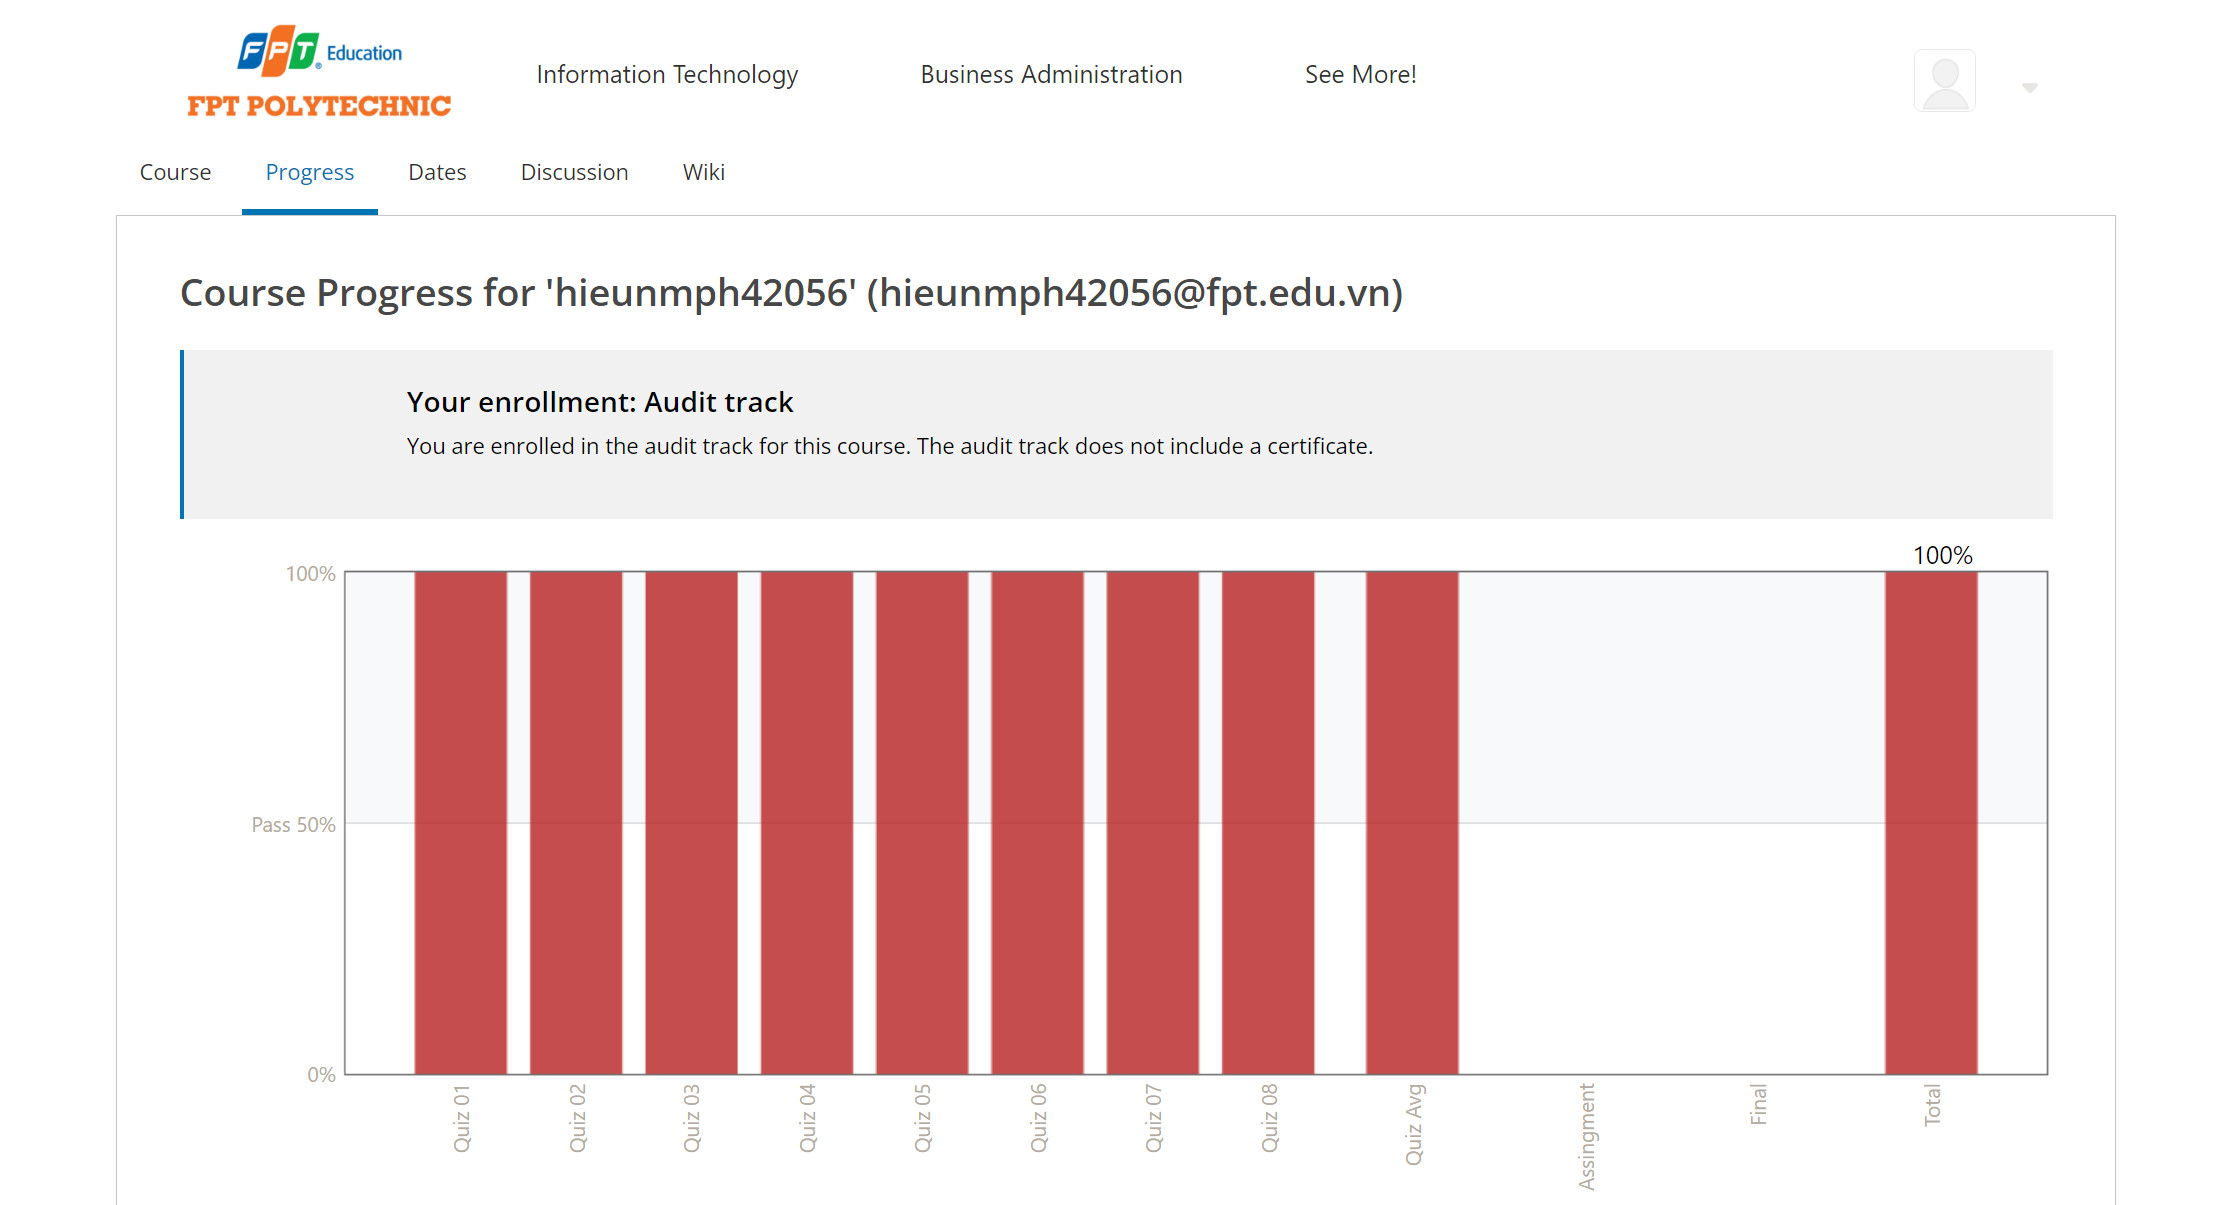 FPT Education
FPT POLYTECHNIC
Information Technology
Business Administration
See More!
Course
Progress
Dates
Discussion
Wiki
Course Progress for 'hieunmph42056' (hieunmph42056@fpt.edu.vn)
Your enrollment: Audit track
You are enrolled in the audit track for this course. The audit track does not include a certificate.
100%
100%
Pass 50%
0%
Quiz 01
Quiz 02
Quiz 03
Quiz 04
Quiz 05
Quiz 06
Quiz 07
Quiz 08
Quiz Avg
Assingment
Final
Total